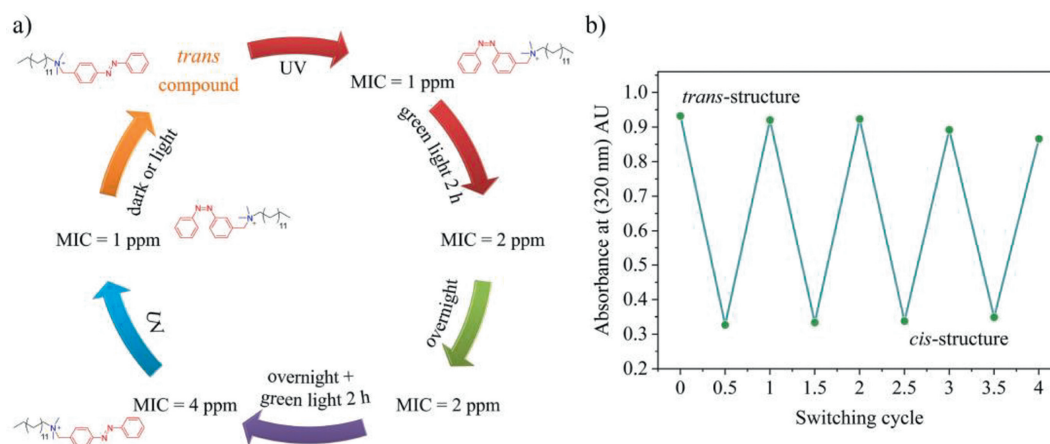 a)
N+
11
N=N
trans
compound
UV
N=N
N+
11
MIC = 1 ppm
green light 2 h
MIC = 2 ppm
overnight
MIC = 2 ppm
overnight +
green light 2 h
MIC = 4 ppm
N+
11
N=N
UV
MIC = 1 ppm
N=N
N+
11
dark or light
b)
Absorbance at (320 nm) AU
1.0
0.9
0.8
0.7
0.6
0.5
0.4
0.3
0.2
trans-structure
cis-structure
0 0.5 1 1.5 2 2.5 3 3.5 4
Switching cycle